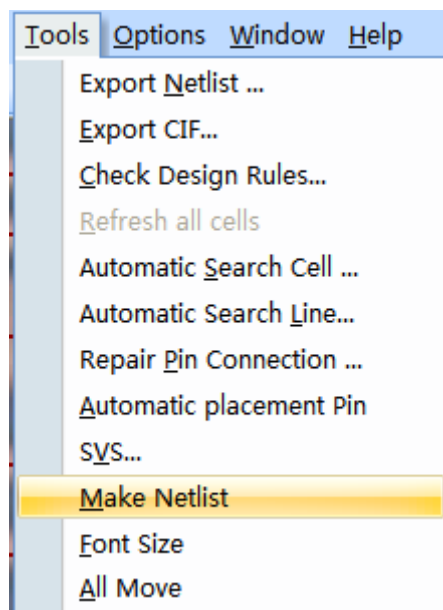 Tools Options Window Help
Export Netlist ...
Export CIF...
Check Design Rules...
Refresh all cells
Automatic Search Cell ...
Automatic Search Line...
Repair Pin Connection ...
Automatic placement Pin
SVS...
Make Netlist
Font Size
All Move